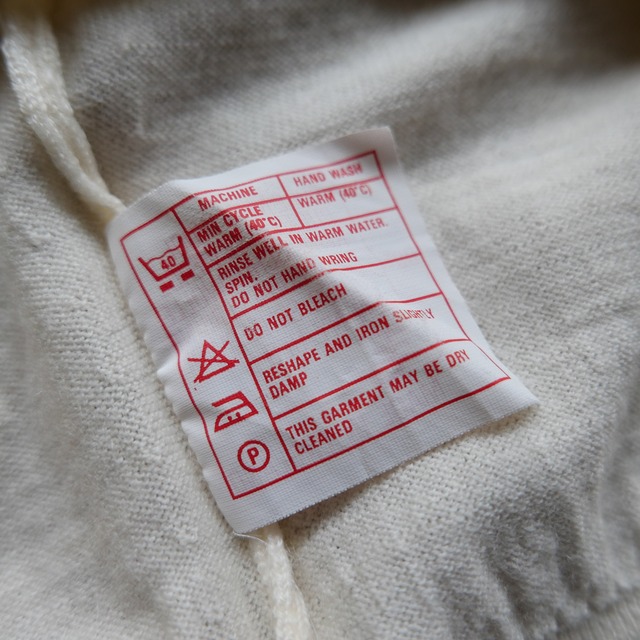 MACHINE
HAND WASH
MIN CYCLE
WARM (40°C)
WARM (40°C)
40
RINSE WELL IN WARM WATER.
SPIN.
DO NOT HAND WRING
DO NOT BLEACH
RESHAPE AND IRON SLIGHTLY
DAMP
THIS GARMENT MAY BE DRY
CLEANED
P